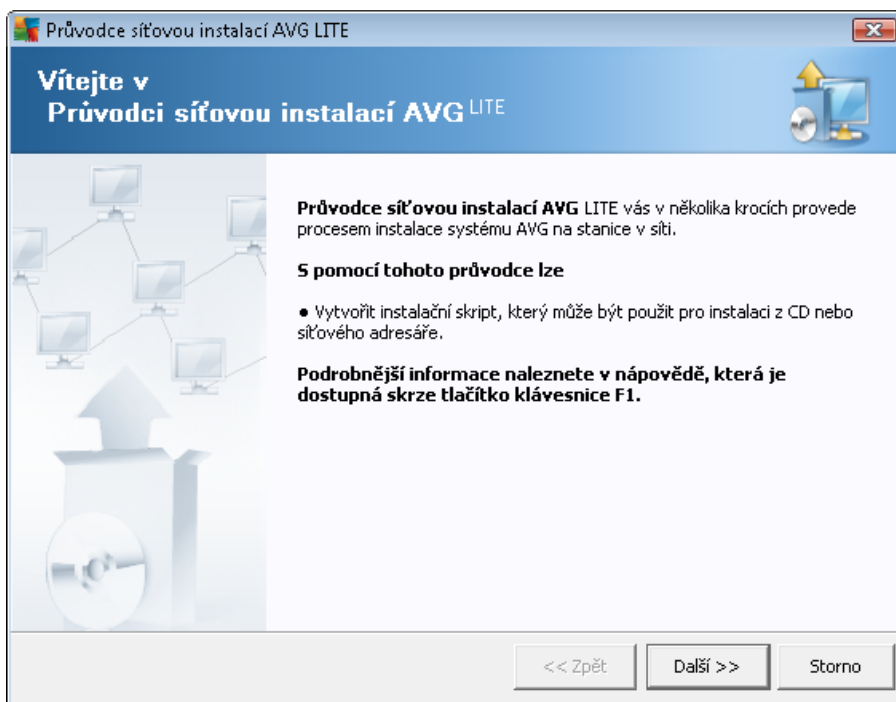 Průvodce síťovou instalací AVG LITE
Vítejte v
Průvodci síťovou instalací AVG LITE
Průvodce síťovou instalací AVG LITE vás v několika krocích provede
procesem instalace systému AVG na stanice v síti.
S pomocí tohoto průvodce lze
● Vytvořit instalační skript, který může být použit pro instalaci z CD nebo
síťového adresáře.
Podrobnější informace naleznete v nápovědě, která je
dostupná skrze tlačítko klávesnice F1.
<< Zpět
Další >>
Storno